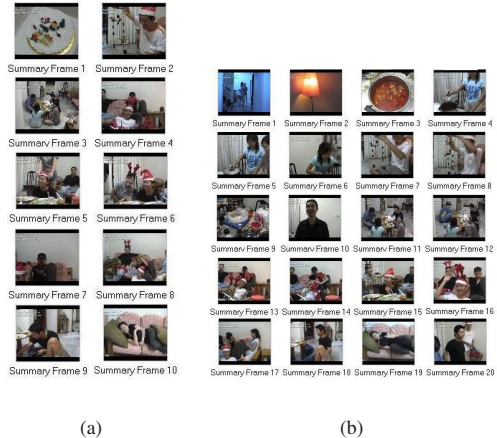 Summary Frame 1 Summary Frame 2
Summary Frame 3 Summary Frame 4
Summary Frame 5 Summary Frame 6
Summary Frame 7 Summary Frame 8
Summary Frame 9 Summary Frame 10
(a)
Summary Frame 1 Summary Frame 2 Summary Frame 3 Summary Frame 4
Summary Frame 5 Summary Frame 6 Summary Frame 7 Summary Frame 8
Summary Frame 9 Summary Frame 10 Summary Frame 11 Summary Frame 12
Summary Frame 13 Summary Frame 14 Summary Frame 15 Summary Frame 16
Summary Frame 17 Summary Frame 18 Summary Frame 19 Summary Frame 20
(b)